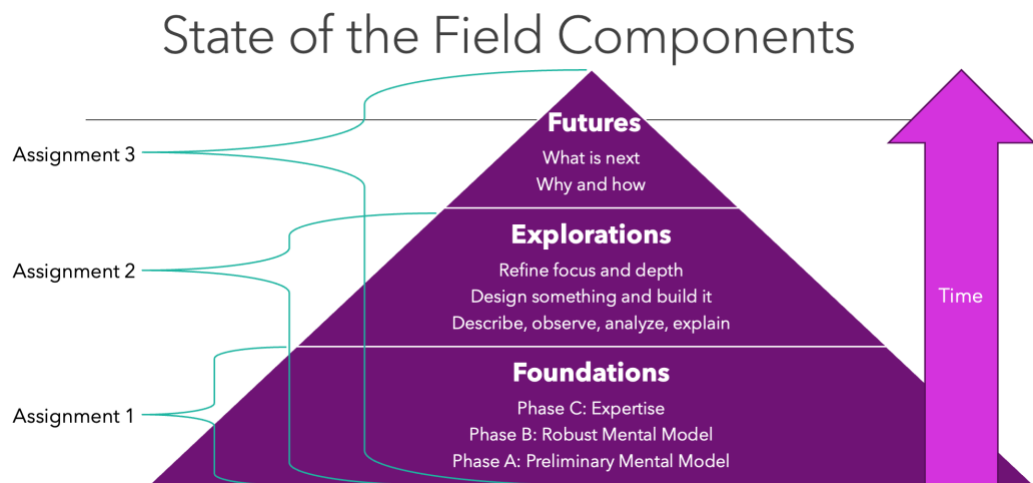 State of the Field Components
Futures
What is next
Why and how
Assignment 3
Explorations
Refine focus and depth
Design something and build it
Describe, observe, analyze, explain
Assignment 2
Time
Foundations
Phase C: Expertise
Phase B: Robust Mental Model
Phase A: Preliminary Mental Model
Assignment 1